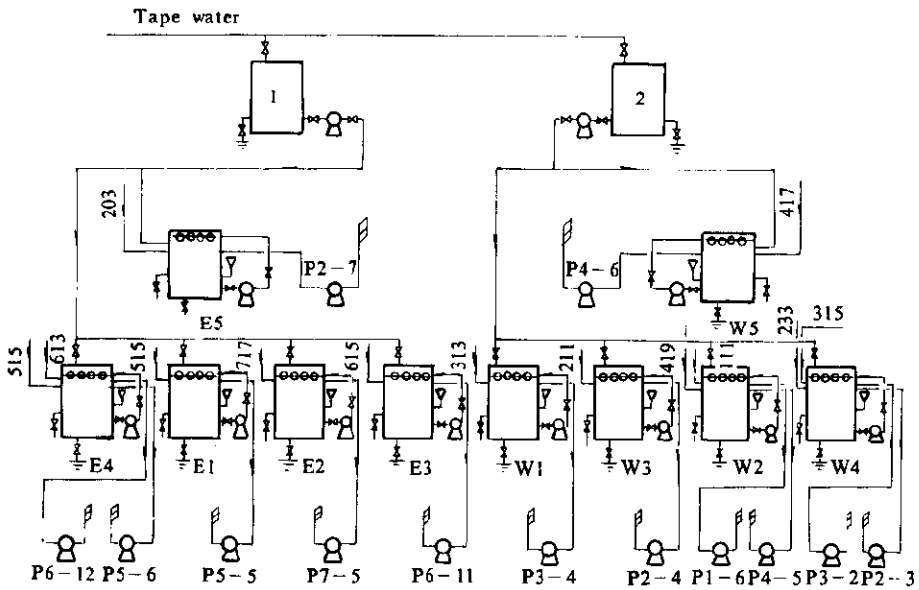 Tape water
1
2
203
417
P2-7
P4-6
E5
W5
515
613
515
717
615
313
211
419
111
233
315
E4
E1
E2
E3
W1
W3
W2
W4
P6-12
P5-6
P5-5
P7-5
P6-11
P3-4
P2-4
P1-6
P4-5
P3-2
P2-3